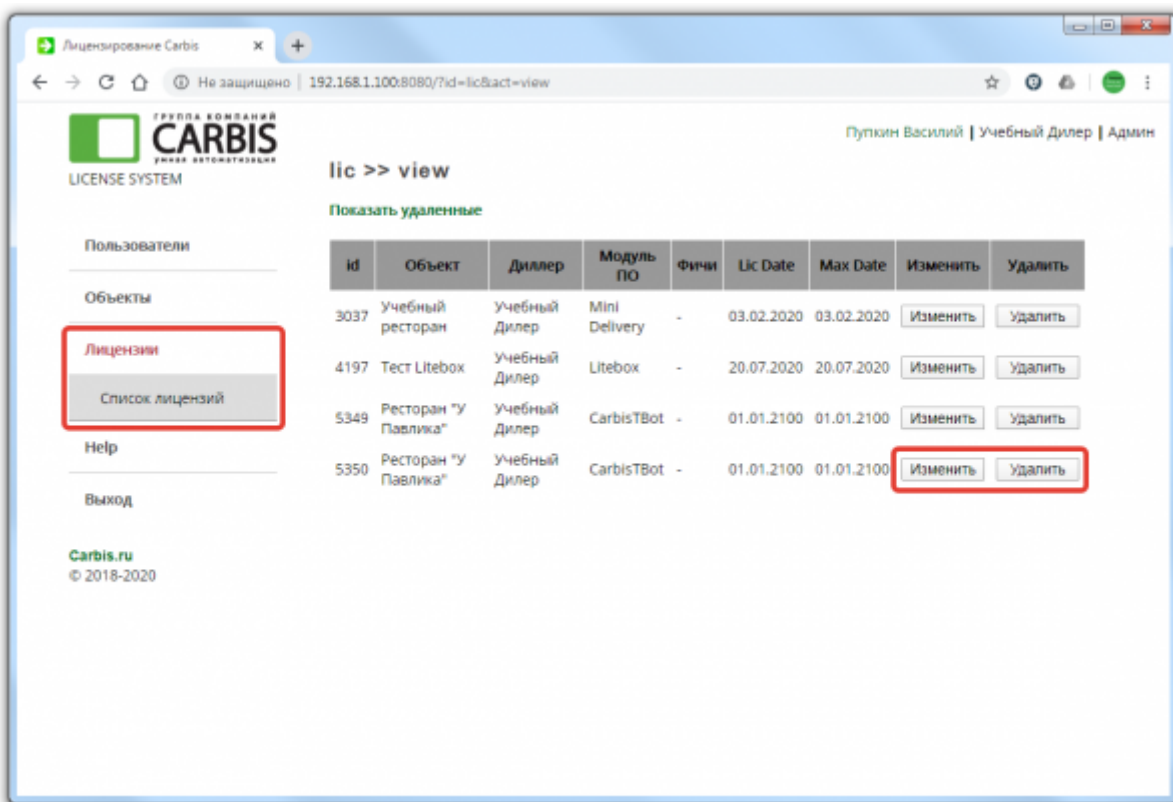 Лицензирование Carbis
Не защищено | 192.168.1.100:8080/?id=lic&act=view
ГРУППА КОМПАНИЙ
CARBIS
умная автоматизация
LICENSE SYSTEM
Пупкин Василий | Учебный Дилер | Админ
lic >> view
Показать удаленные
Пользователи
Объекты
Лицензии
Список лицензий
Help
Выход
Carbis.ru
© 2018-2020
id Объект Диллер Модуль ПО Фичи Lic Date Max Date Изменить Удалить
3037 Учебный ресторан Учебный Дилер Mini Delivery - 03.02.2020 03.02.2020 Изменить Удалить
4197 Тест Litebox Учебный Дилер Litebox - 20.07.2020 20.07.2020 Изменить Удалить
5349 Ресторан "У Павлика" Учебный Дилер CarbisTBot - 01.01.2100 01.01.2100 Изменить Удалить
5350 Ресторан "У Павлика" Учебный Дилер CarbisTBot - 01.01.2100 01.01.2100 Изменить Удалить